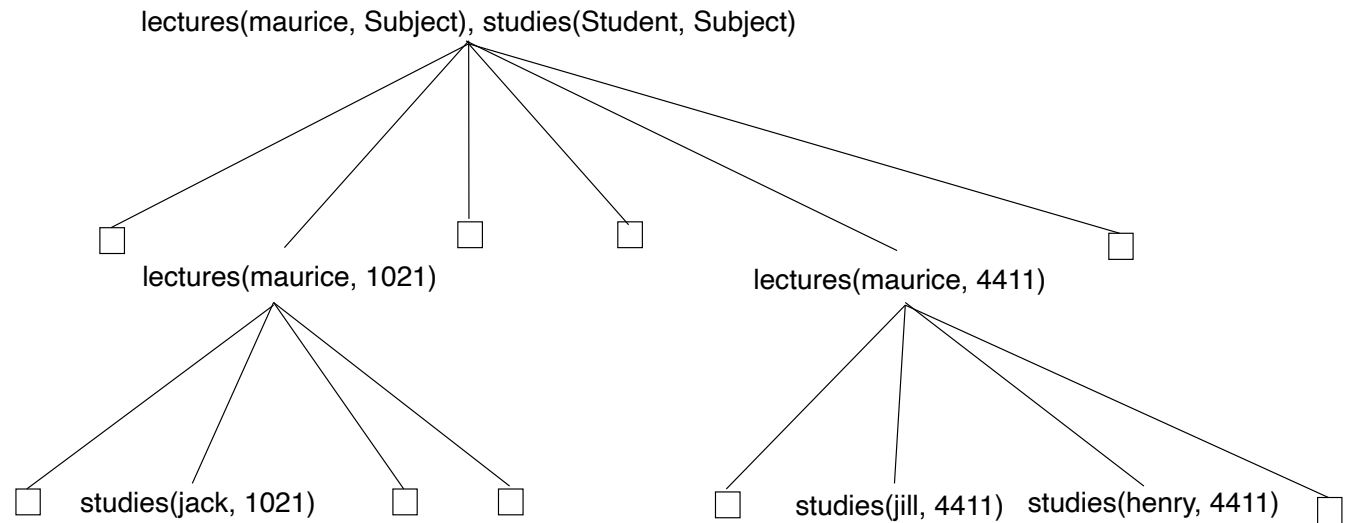 lectures(maurice, Subject), studies(Student, Subject)
lectures(maurice, 1021)
lectures(maurice, 4411)
studies(jack, 1021)
studies(jill, 4411)
studies(henry, 4411)